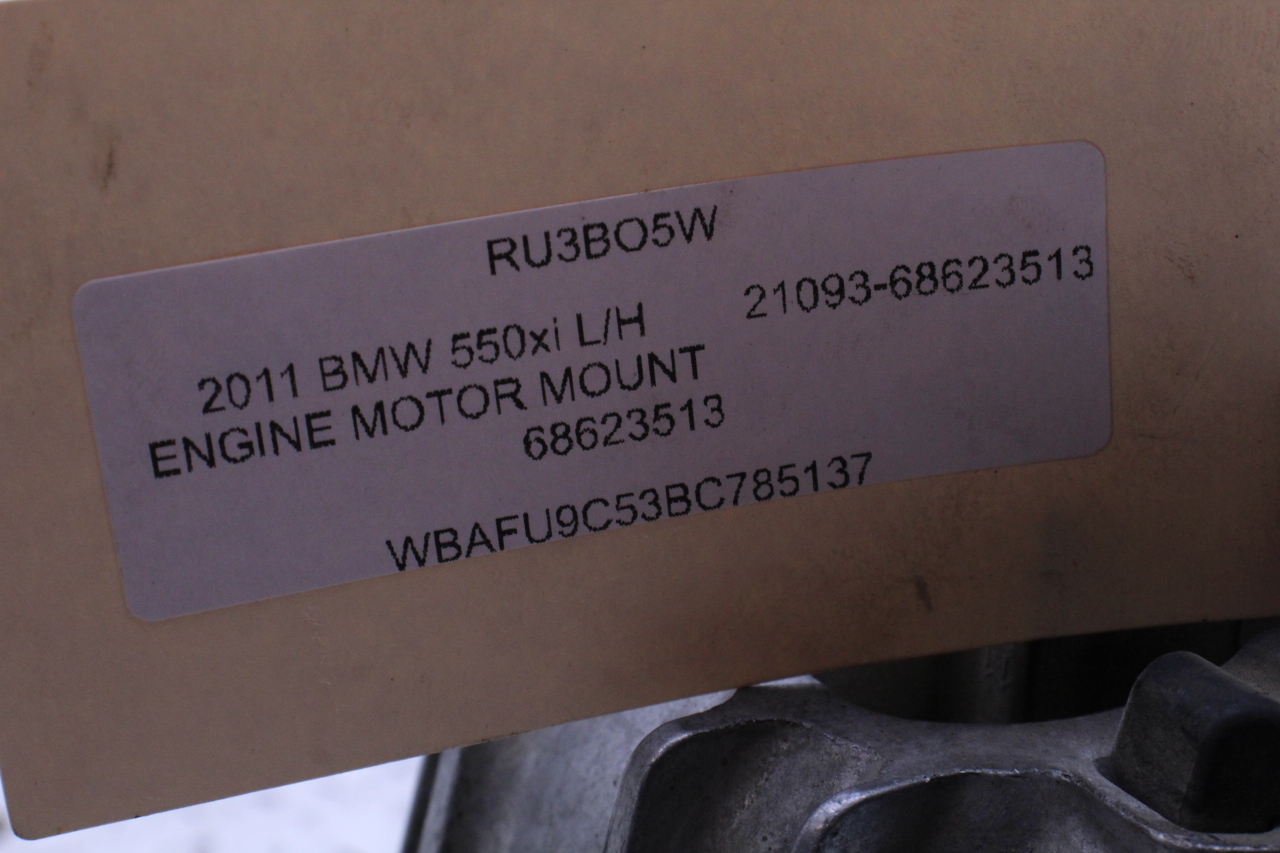 RU3BO5W
21093-68623513
2011 BMW 550xi L/H
ENGINE MOTOR MOUNT
68623513
WBAFU9C53BC785137